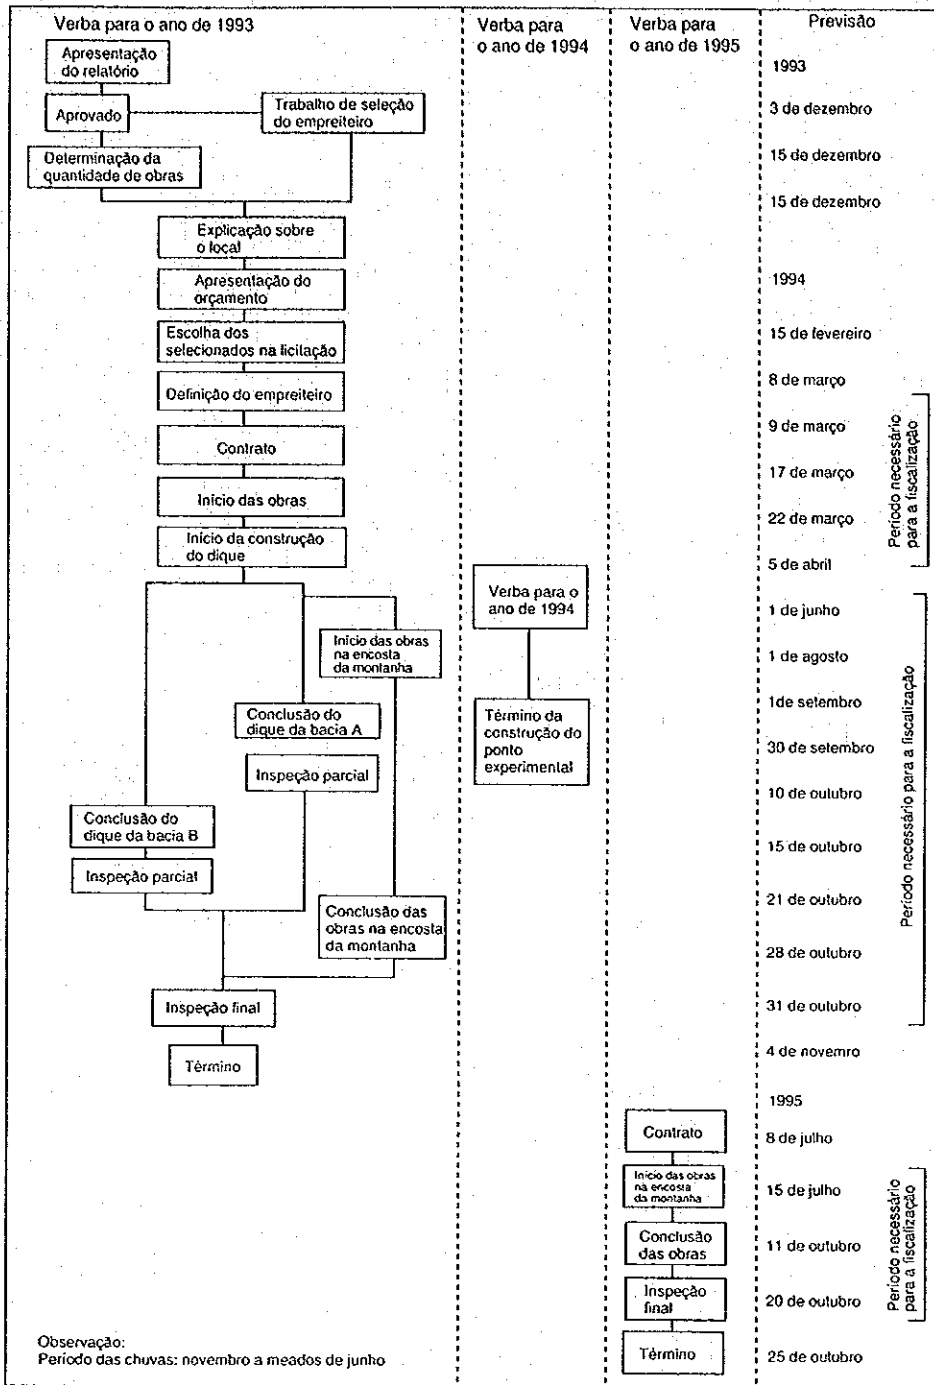 Verba para o ano de 1993
Apresentação
do relatório
Aprovado
Trabalho de seleção
do empreiteiro
Determinação da
quantidade de obras
Explicação sobre
o local
Apresentação do
orçamento
Escolha dos
selecionados na licitação
Definição do empreiteiro
Contrato
Início das obras
Início da construção
do dique
Início das obras
na encosta
da montanha
Conclusão do
dique da bacia A
Inspeção parcial
Conclusão do
dique da bacia B
Inspeção parcial
Conclusão das
obras na encosta
da montanha
Inspeção final
Término
Observação:
Período das chuvas: novembro a meados de junho
Verba para
o ano de 1994
Verba para o
ano de 1994
Término da
construção do
ponto
experimental
Verba para
o ano de 1995
Contrato
Início das obras
na encosta
da montanha
Conclusão
das obras
Inspeção
final
Término
Previsão
1993
3 de dezembro
15 de dezembro
15 de dezembro
1994
15 de fevereiro
8 de março
9 de março
17 de março
22 de março
5 de abril
1 de junho
1 de agosto
1de setembro
30 de setembro
10 de outubro
15 de outubro
21 de outubro
28 de outubro
31 de outubro
4 de novemro
1995
8 de julho
15 de julho
11 de outubro
20 de outubro
25 de outubro
Período necessário
para a fiscalização
Período necessário para a fiscalização
Período necessário
para a fiscalização